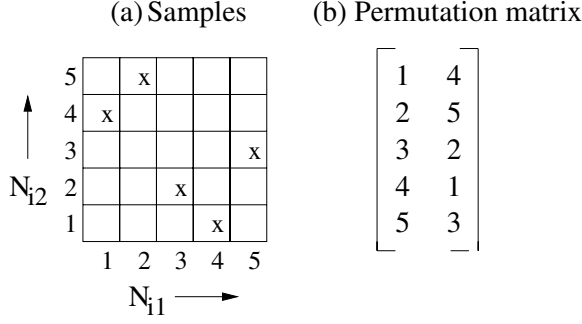 (a) Samples
(b) Permutation matrix
5 x
4 x
3 x
2 x
1 x
N_i2
1 2 3 4 5
N_i1
1 4
2 5
3 2
4 1
5 3